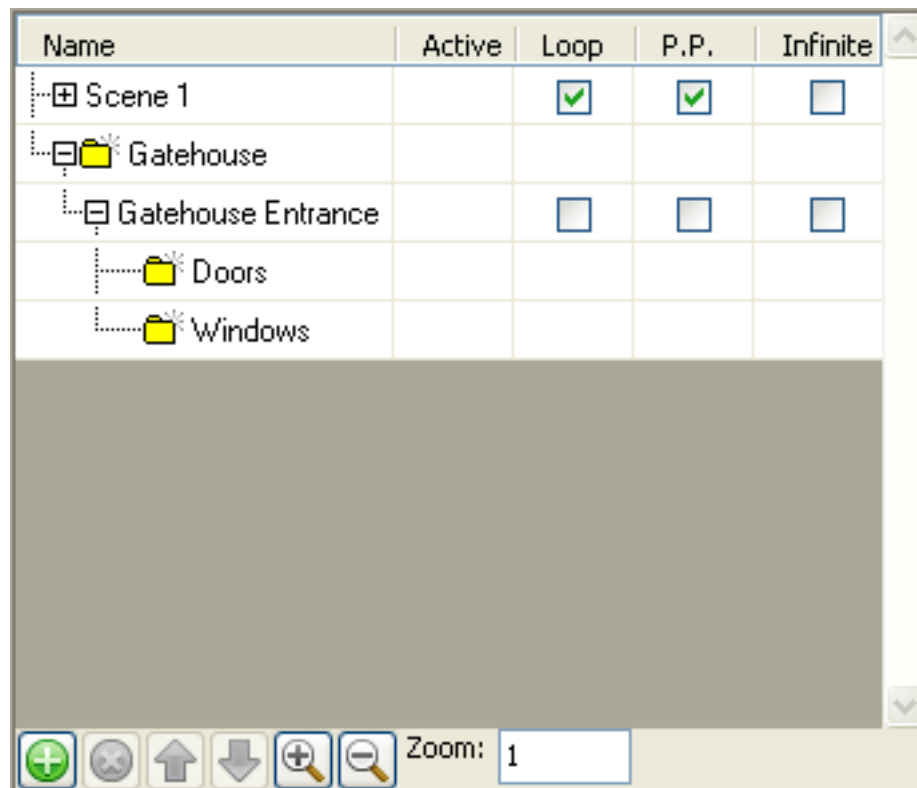 Name Active Loop P.P. Infinite
Scene 1
Gatehouse
Gatehouse Entrance
Doors
Windows
Zoom: 1